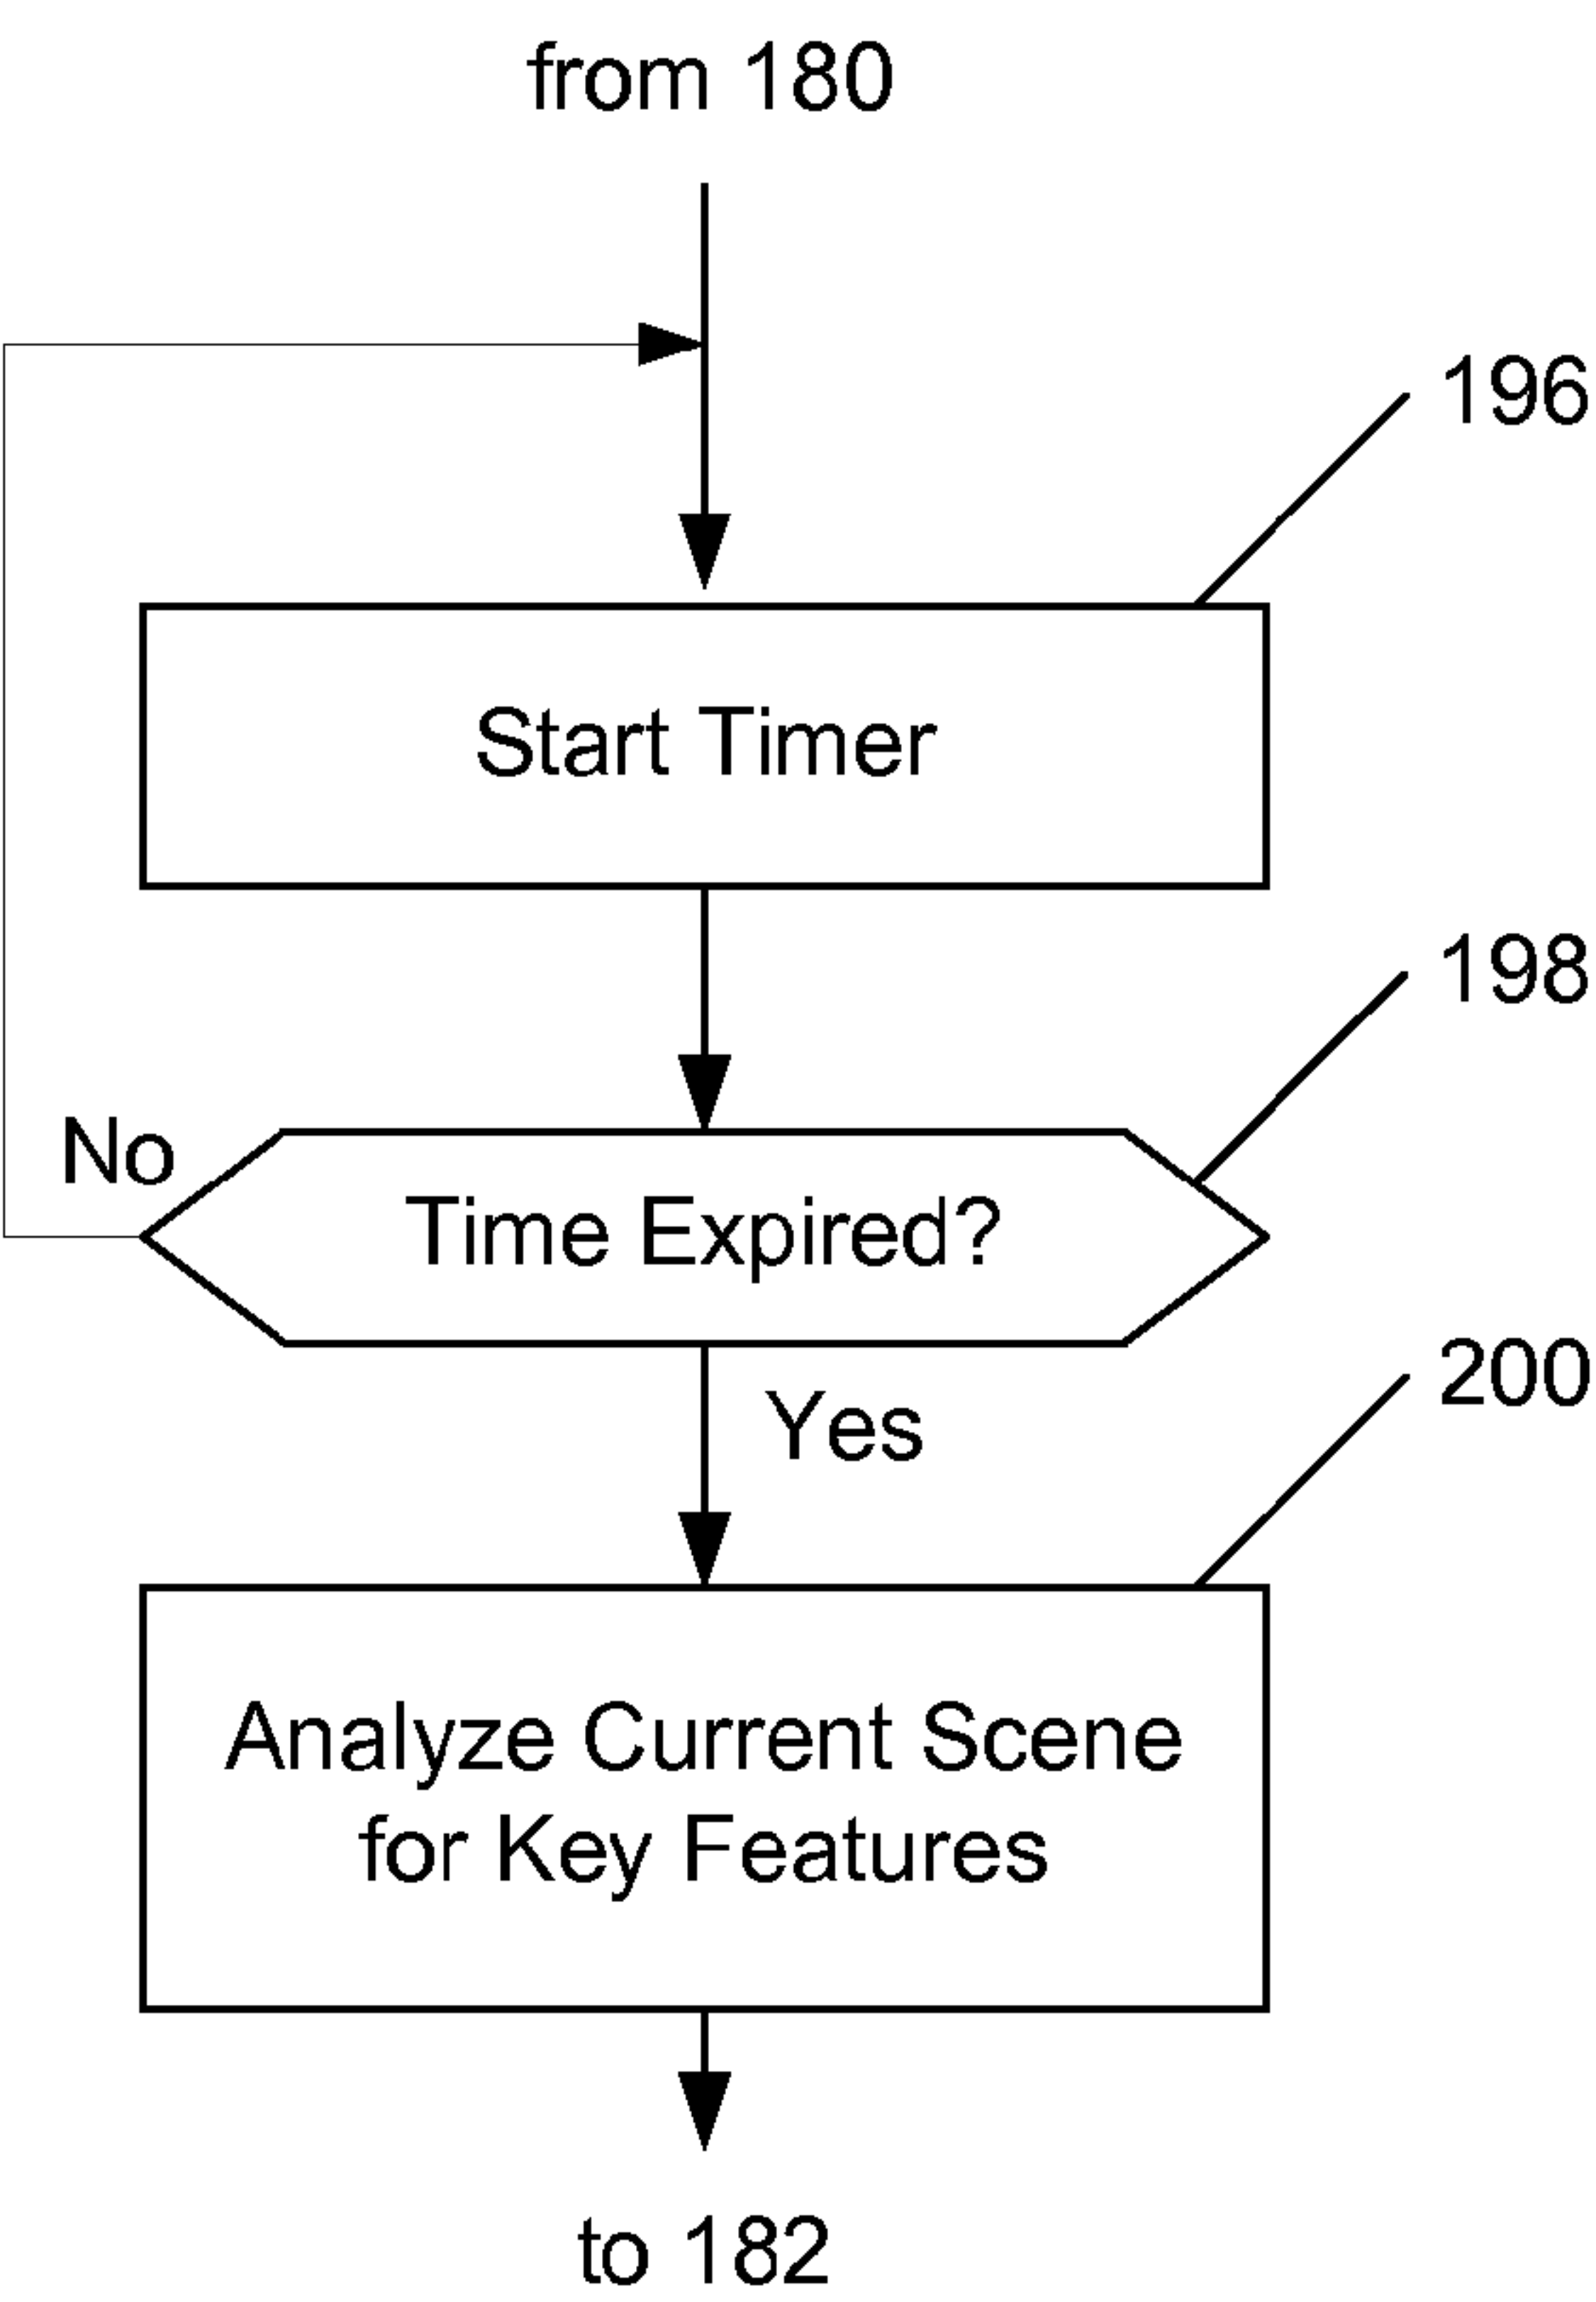 from 180
196
Start Timer
198
No
Time Expired?
200
Yes
Analyze Current Scene
for Key Features
to 182